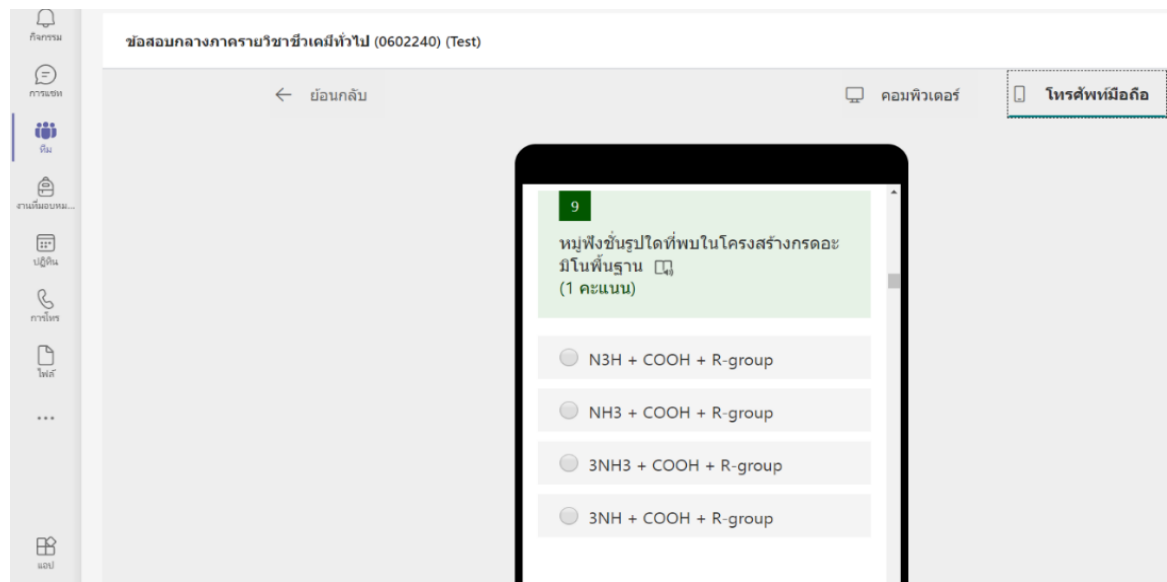 กิจกรรม
ข้อสอบกลางภาครายวิชาชีวเคมีทั่วไป (0602240) (Test)
การแชท
ย้อนกลับ
คอมพิวเตอร์
โทรศัพท์มือถือ
ทีม
งานที่มอบหม...
ปฏิทิน
การโทร
ไฟล์
...
แอป
9
หมู่ฟังชั่นรูปใดที่พบในโครงสร้างกรดอะ
มิโนพื้นฐาน
(1 คะแนน)
N3H + COOH + R-group
NH3 + COOH + R-group
3NH3 + COOH + R-group
3NH + COOH + R-group